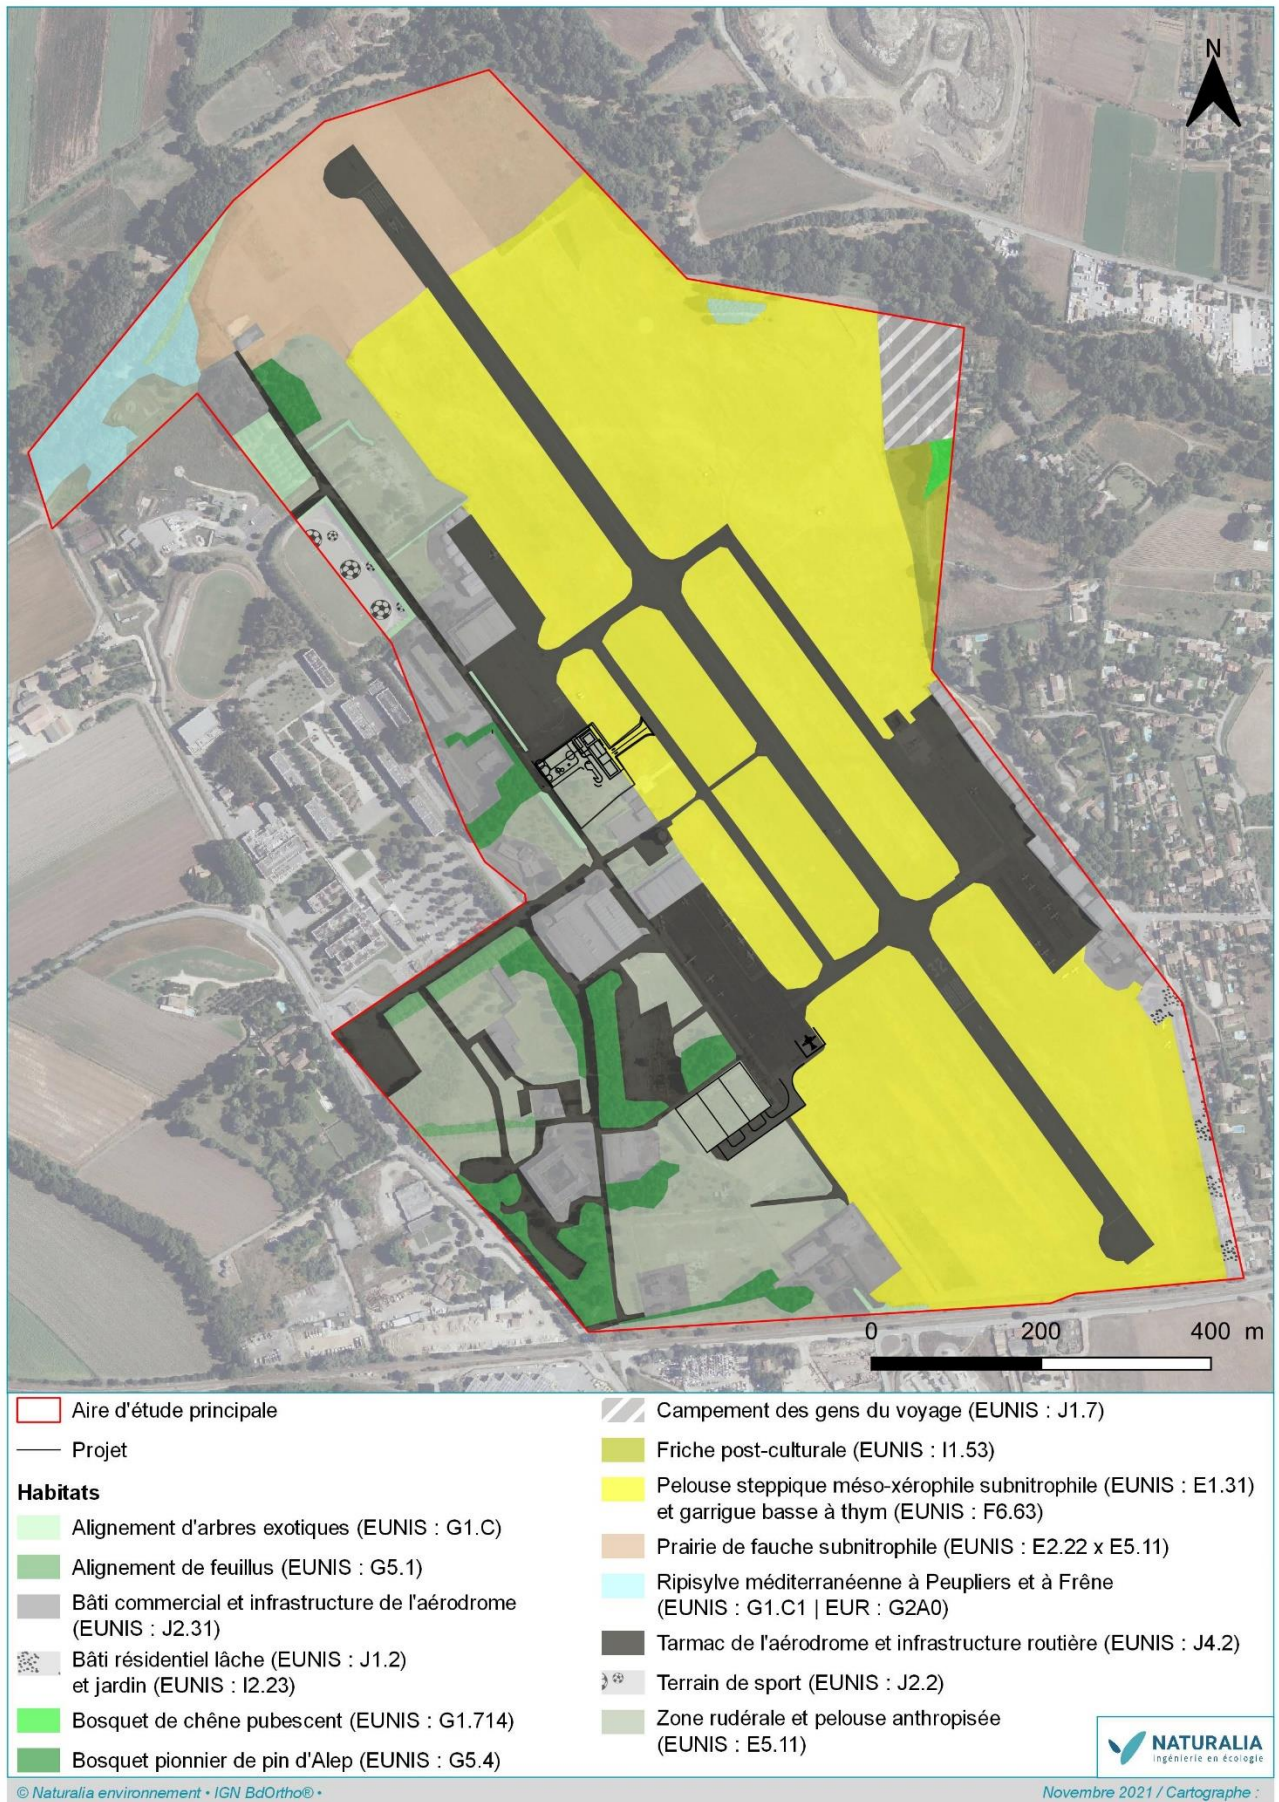 N
0 200 400 m
Aire d'étude principale
Projet
Habitats
Alignement d'arbres exotiques (EUNIS : G1.C)
Alignement de feuillus (EUNIS : G5.1)
Bâti commercial et infrastructure de l'aérodrome
(EUNIS : J2.31)
Bâti résidentiel lâche (EUNIS : J1.2)
et jardin (EUNIS : I2.23)
Bosquet de chêne pubescent (EUNIS : G1.714)
Bosquet pionnier de pin d'Alep (EUNIS : G5.4)
Campement des gens du voyage (EUNIS : J1.7)
Friche post-culturale (EUNIS : I1.53)
Pelouse steppique méso-xérophile subnitrophile (EUNIS : E1.31)
et garrigue basse à thym (EUNIS : F6.63)
Prairie de fauche subnitrophile (EUNIS : E2.22 x E5.11)
Ripisylve méditerranéenne à Peupliers et à Frêne
(EUNIS : G1.C1 | EUR : G2A0)
Tarmac de l'aérodrome et infrastructure routière (EUNIS : J4.2)
Terrain de sport (EUNIS : J2.2)
Zone rudérale et pelouse anthropisée
(EUNIS : E5.11)
NATURALIA
Ingénierie en écologie
© Naturalia environnement • IGN BdOrtho® •
Novembre 2021 / Cartographe :